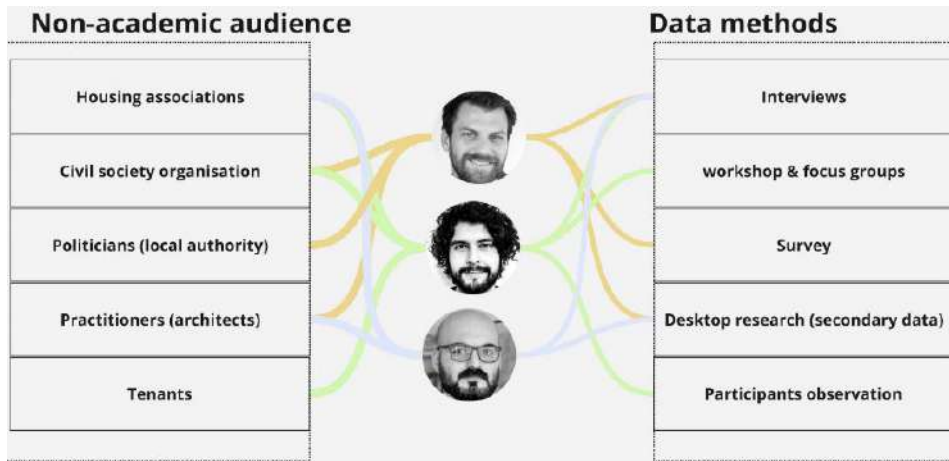 Non-academic audience
Data methods
Housing associations
Civil society organisation
Politicians (local authority)
Practitioners (architects)
Tenants
Interviews
workshop & focus groups
Survey
Desktop research (secondary data)
Participants observation